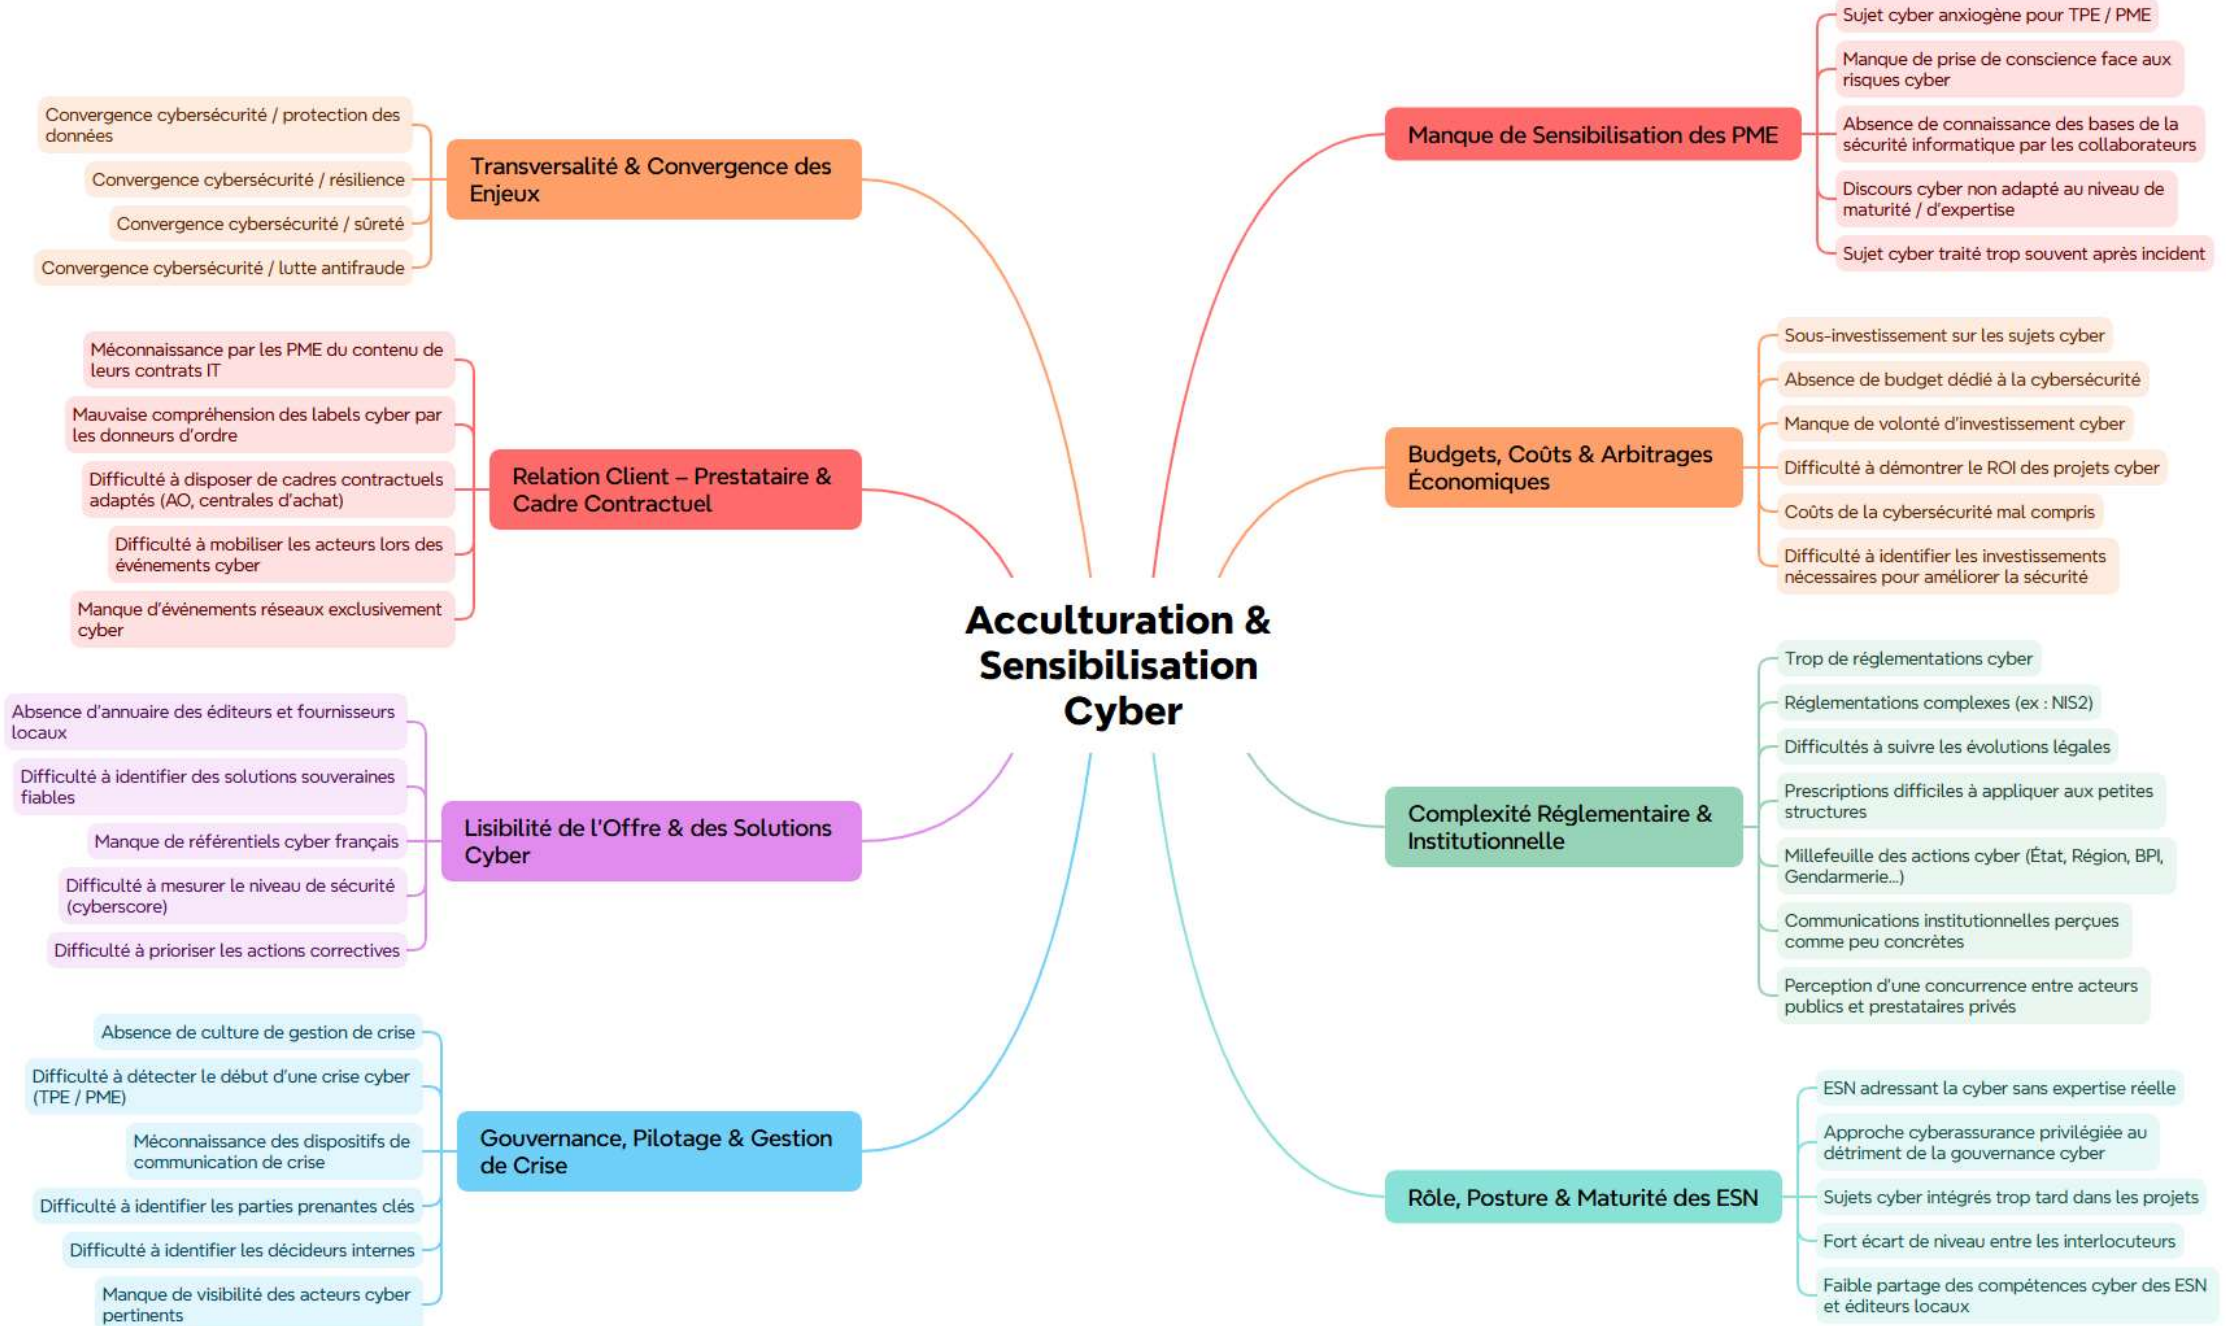 Acculturation &
Sensibilisation
Cyber
Manque de Sensibilisation des PME
Sujet cyber anxiogène pour TPE / PME
Manque de prise de conscience face aux
risques cyber
Absence de connaissance des bases de la
sécurité informatique par les collaborateurs
Discours cyber non adapté au niveau de
maturité / d'expertise
Sujet cyber traité trop souvent après incident
Budgets, Coûts & Arbitrages
Économiques
Sous-investissement sur les sujets cyber
Absence de budget dédié à la cybersécurité
Manque de volonté d'investissement cyber
Difficulté à démontrer le ROI des projets cyber
Coûts de la cybersécurité mal compris
Difficulté à identifier les investissements
nécessaires pour améliorer la sécurité
Complexité Réglementaire &
Institutionnelle
Trop de réglementations cyber
Réglementations complexes (ex : NIS2)
Difficultés à suivre les évolutions légales
Prescriptions difficiles à appliquer aux petites
structures
Millefeuille des actions cyber (État, Région, BPI,
Gendarmerie...)
Communications institutionnelles perçues
comme peu concrètes
Perception d'une concurrence entre acteurs
publics et prestataires privés
Rôle, Posture & Maturité des ESN
ESN adressant la cyber sans expertise réelle
Approche cyberassurance privilégiée au
détriment de la gouvernance cyber
Sujets cyber intégrés trop tard dans les projets
Fort écart de niveau entre les interlocuteurs
Faible partage des compétences cyber des ESN
et éditeurs locaux
Transversalité & Convergence des
Enjeux
Convergence cybersécurité / protection des
données
Convergence cybersécurité / résilience
Convergence cybersécurité / sûreté
Convergence cybersécurité / lutte antifraude
Relation Client – Prestataire &
Cadre Contractuel
Méconnaissance par les PME du contenu de
leurs contrats IT
Mauvaise compréhension des labels cyber par
les donneurs d'ordre
Difficulté à disposer de cadres contractuels
adaptés (AO, centrales d'achat)
Difficulté à mobiliser les acteurs lors des
événements cyber
Manque d'événements réseaux exclusivement
cyber
Lisibilité de l'Offre & des Solutions
Cyber
Absence d'annuaire des éditeurs et fournisseurs
locaux
Difficulté à identifier des solutions souveraines
fiables
Manque de référentiels cyber français
Difficulté à mesurer le niveau de sécurité
(cyberscore)
Difficulté à prioriser les actions correctives
Gouvernance, Pilotage & Gestion
de Crise
Absence de culture de gestion de crise
Difficulté à détecter le début d'une crise cyber
(TPE / PME)
Méconnaissance des dispositifs de
communication de crise
Difficulté à identifier les parties prenantes clés
Difficulté à identifier les décideurs internes
Manque de visibilité des acteurs cyber
pertinents